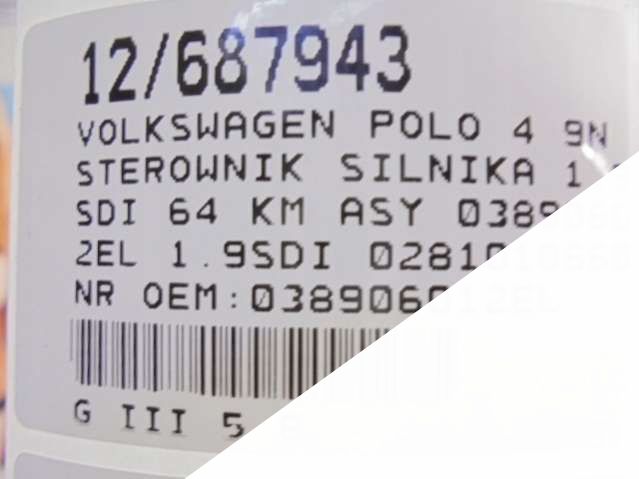 12/687943
VOLKSWAGEN POLO 4 9N
STEROWNIK SILNIKA 1
SDI 64 KM ASY
2EL 1.9SDI
NR OEM:038906012EL
G III 5